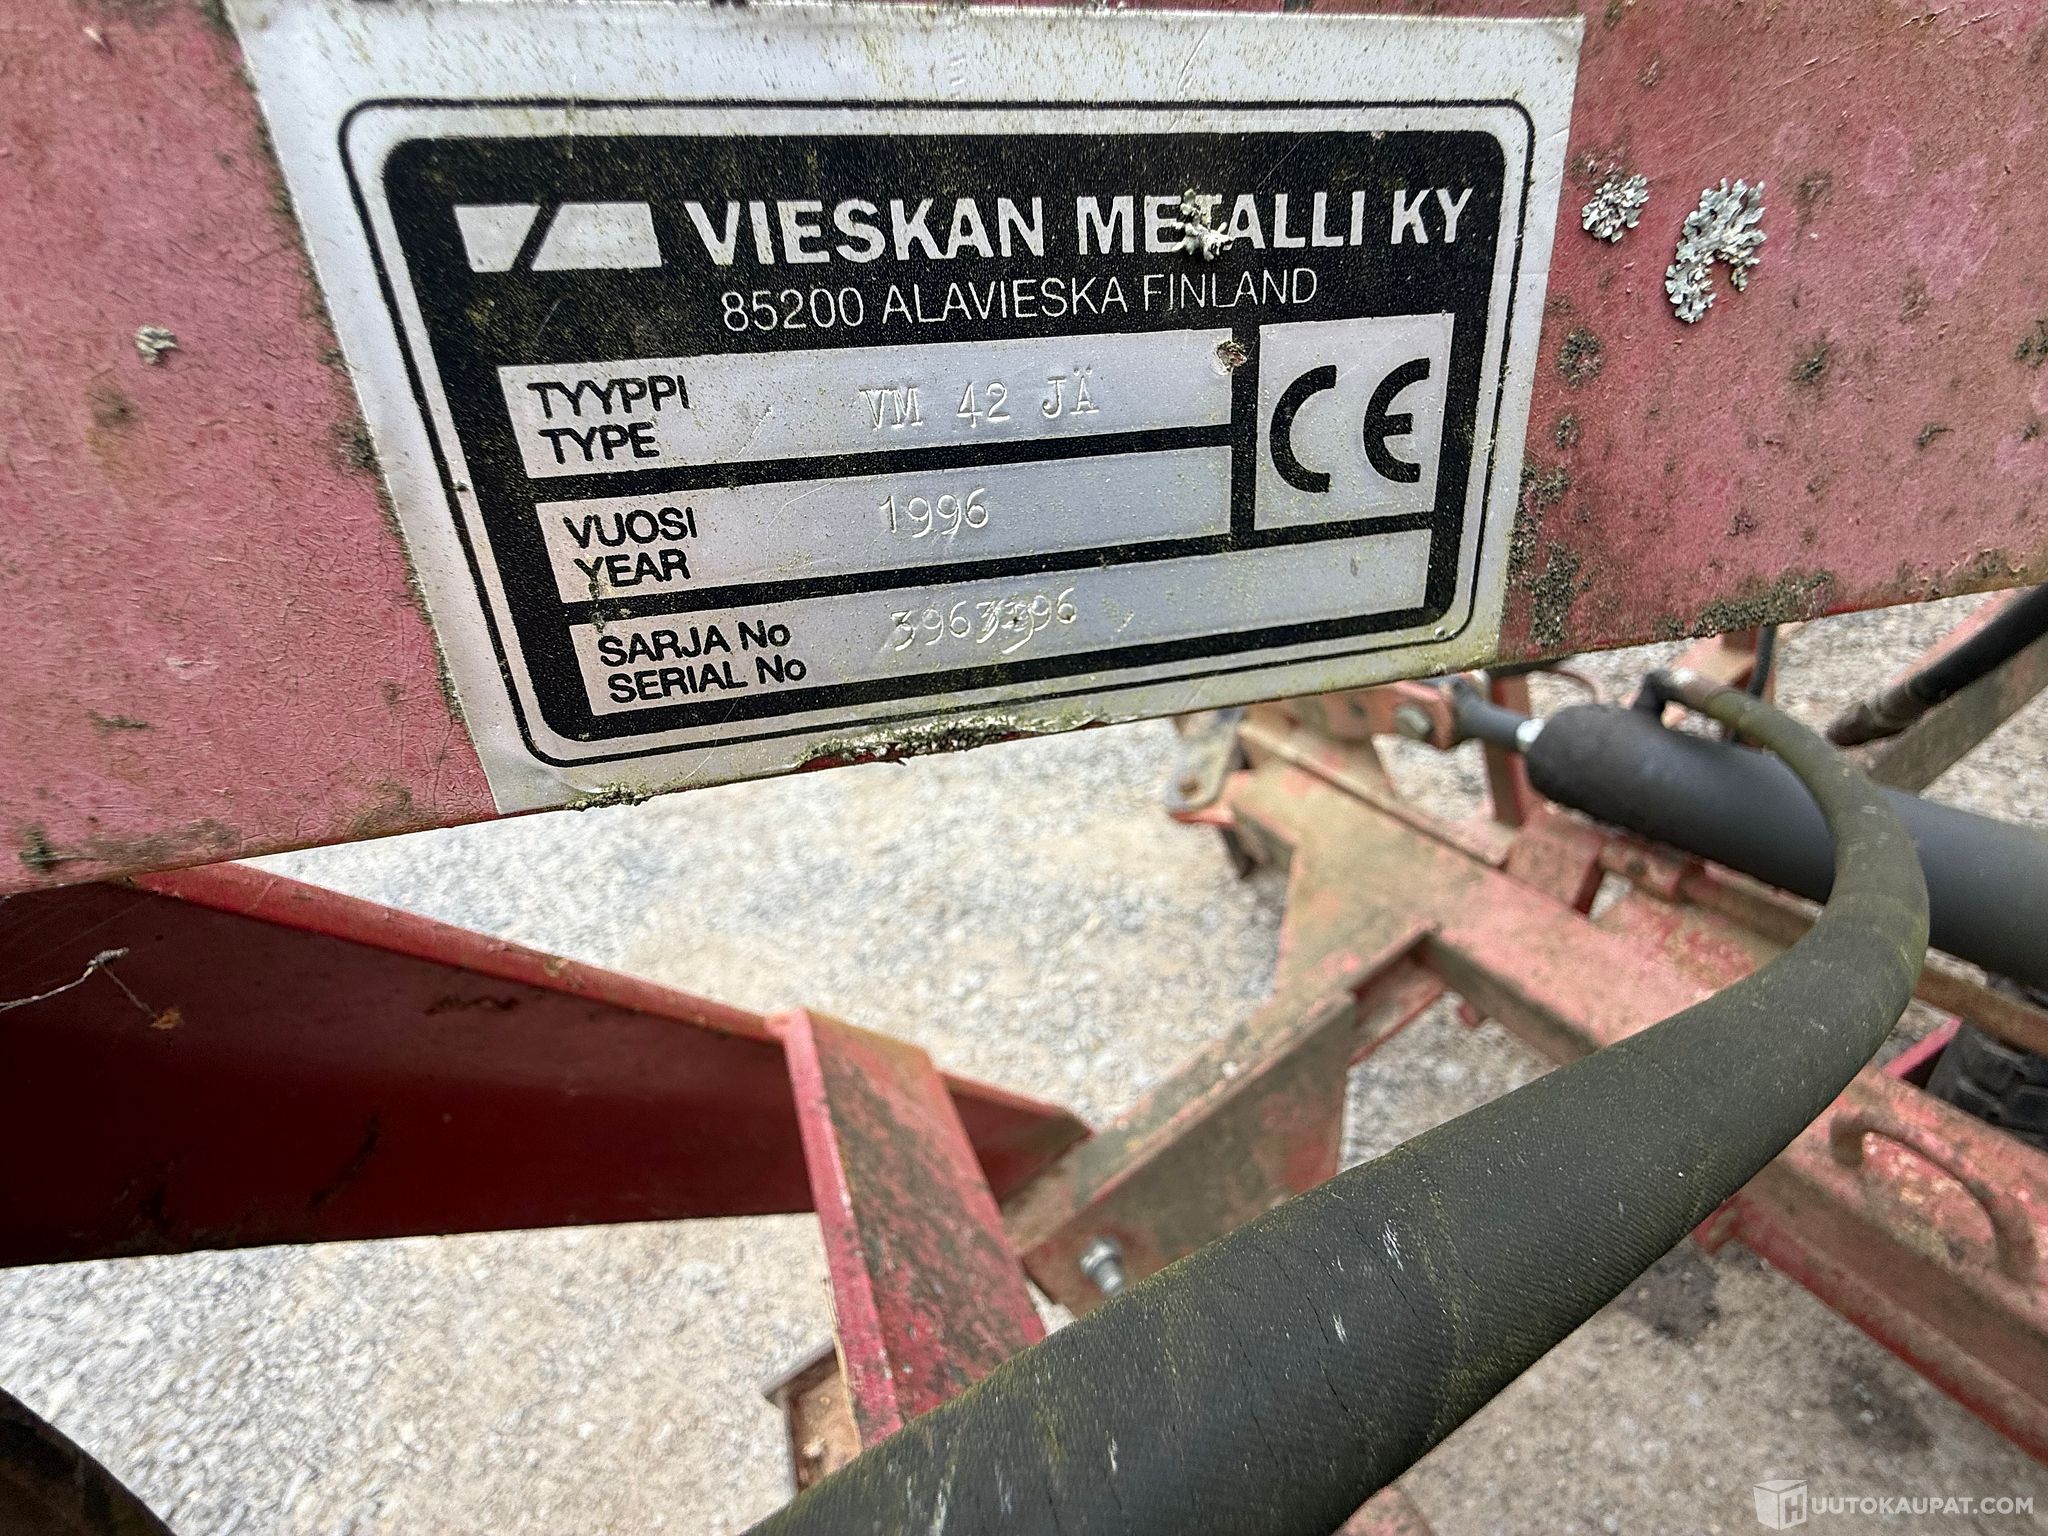 VIESKAN METALLI KY
85200 ALAVIESKA FINLAND
TYYPPI
TYPE
VM 42 JÄ
CE
VUOSI
YEAR
1996
SARJA No
SERIAL No
HUUTOKAUPAT.COM